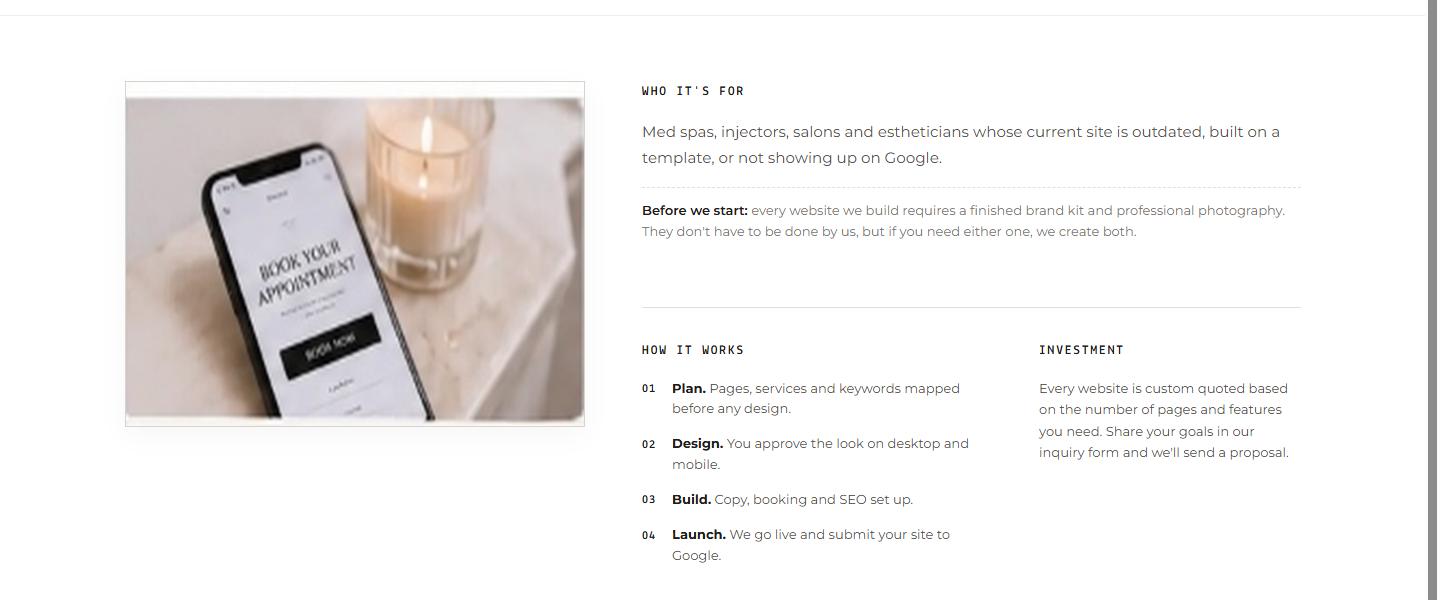 WHO IT'S FOR
Med spas, injectors, salons and estheticians whose current site is outdated, built on a
template, or not showing up on Google.
Before we start: every website we build requires a finished brand kit and professional photography.
They don't have to be done by us, but if you need either one, we create both.
BOOK YOUR
APPOINTMENT
BOOK NOW
HOW IT WORKS
01 Plan. Pages, services and keywords mapped
before any design.
02 Design. You approve the look on desktop and
mobile.
03 Build. Copy, booking and SEO set up.
04 Launch. We go live and submit your site to
Google.
INVESTMENT
Every website is custom quoted based
on the number of pages and features
you need. Share your goals in our
inquiry form and we'll send a proposal.